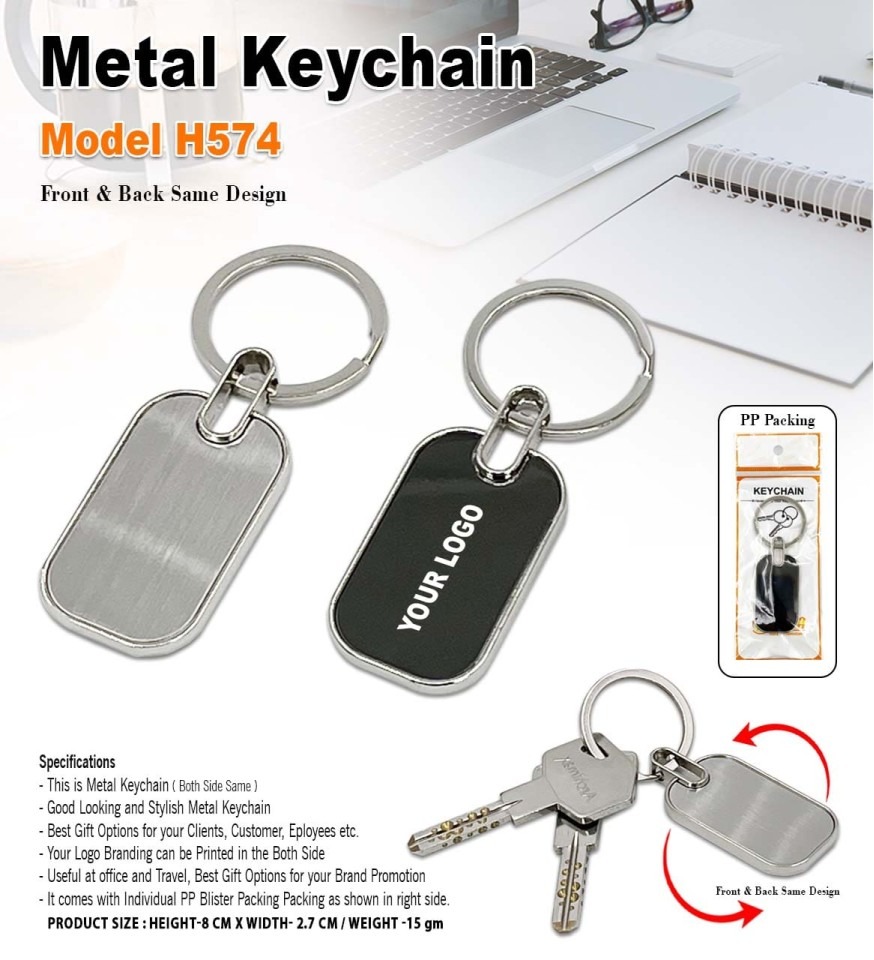 Metal Keychain
Model H574
Front & Back Same Design
YOUR LOGO
PP Packing
KEYCHAIN
Specifications
- This is Metal Keychain ( Both Side Same )
- Good Looking and Stylish Metal Keychain
- Best Gift Options for your Clients, Customer, Eployees etc.
- Your Logo Branding can be Printed in the Both Side
- Useful at office and Travel, Best Gift Options for your Brand Promotion
- It comes with Individual PP Blister Packing Packing as shown in right side.
PRODUCT SIZE : HEIGHT-8 CM X WIDTH- 2.7 CM / WEIGHT -15 gm
Front & Back Same Design